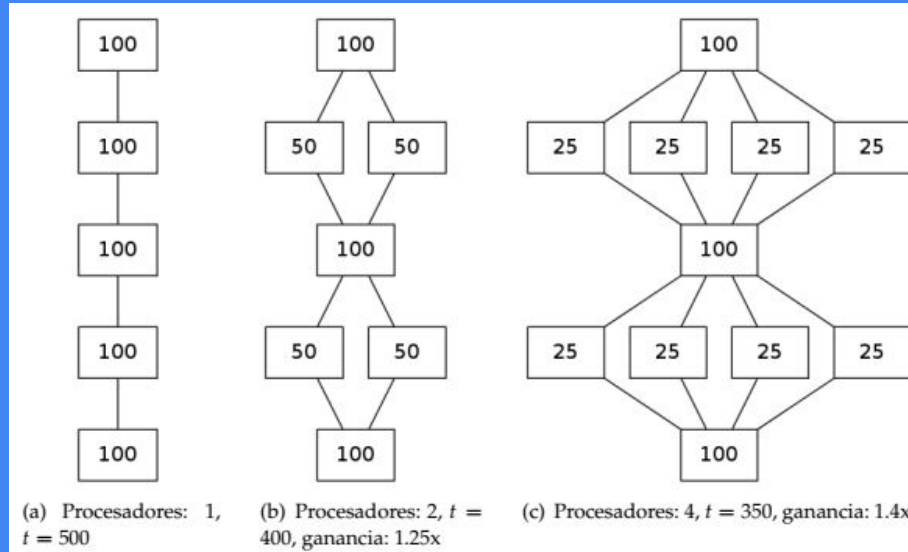 100 100 100
100 50 50 25 25 25 25
100 100 100
100 50 50 25 25 25 25
100 100 100
(a) Procesadores: 1,
t = 500
(b) Procesadores: 2, t =
400, ganancia: 1.25x
(c) Procesadores: 4, t = 350, ganancia: 1.4x